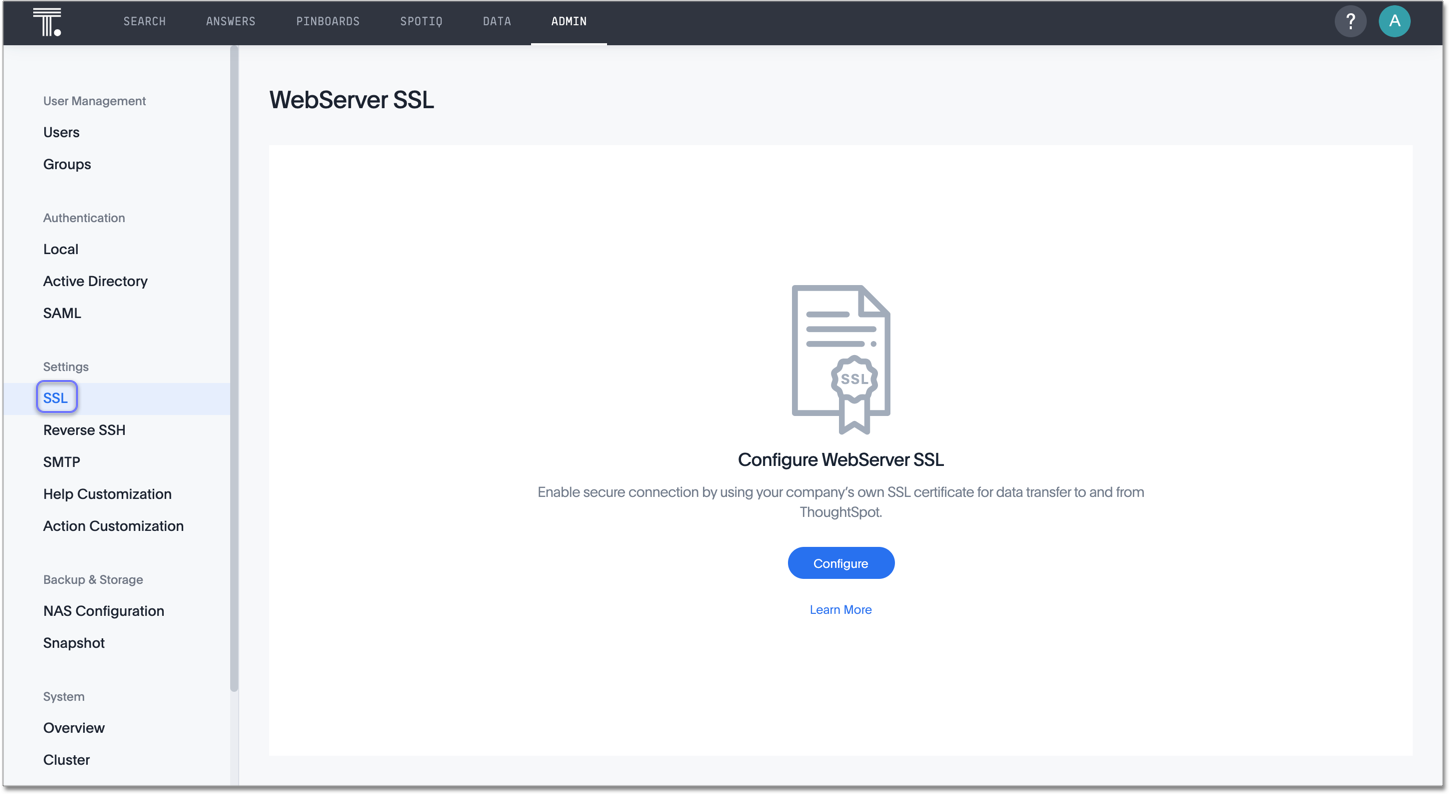 T.
SEARCH ANSWERS PINBOARDS SPOTIQ DATA ADMIN ? A
User Management
Users
Groups
Authentication
Local
Active Directory
SAML
Settings
SSL
Reverse SSH
SMTP
Help Customization
Action Customization
Backup & Storage
NAS Configuration
Snapshot
System
Overview
Cluster
WebServer SSL
SSL
Configure WebServer SSL
Enable secure connection by using your company's own SSL certificate for data transfer to and from
ThoughtSpot.
Configure
Learn More